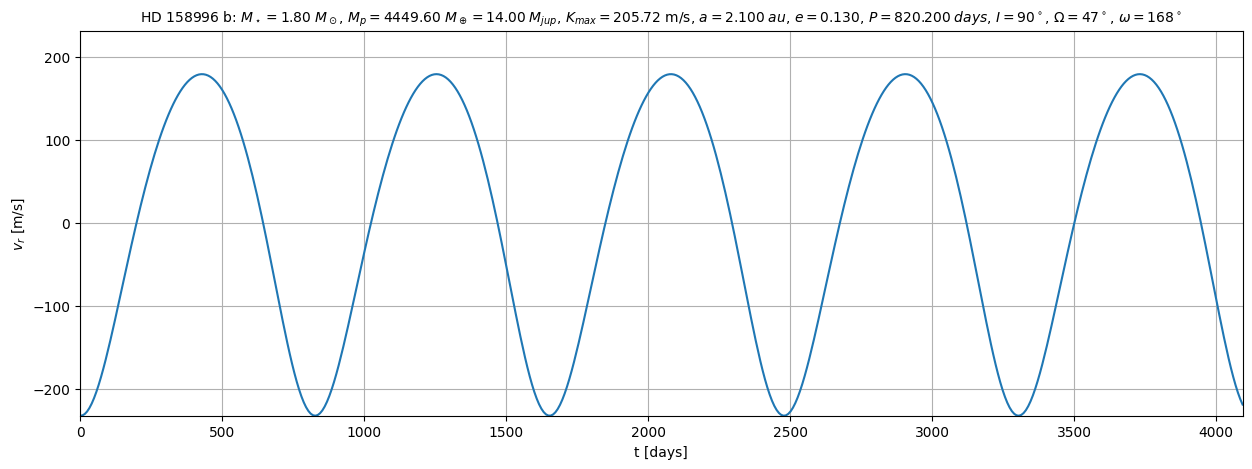 HD 158996 b: $M_\star = 1.80\ M_\odot$, $M_p = 4449.60\ M_\oplus = 14.00\ M_{jup}$, $K_{max} = 205.72$ m/s, $a = 2.100\ au$, $e = 0.130$, $P = 820.200\ days$, $I = 90^\circ$, $\Omega = 47^\circ$, $\omega = 168^\circ$
200
100
0
−100
−200
$v_r$ [m/s]
0 500 1000 1500 2000 2500 3000 3500 4000
t [days]